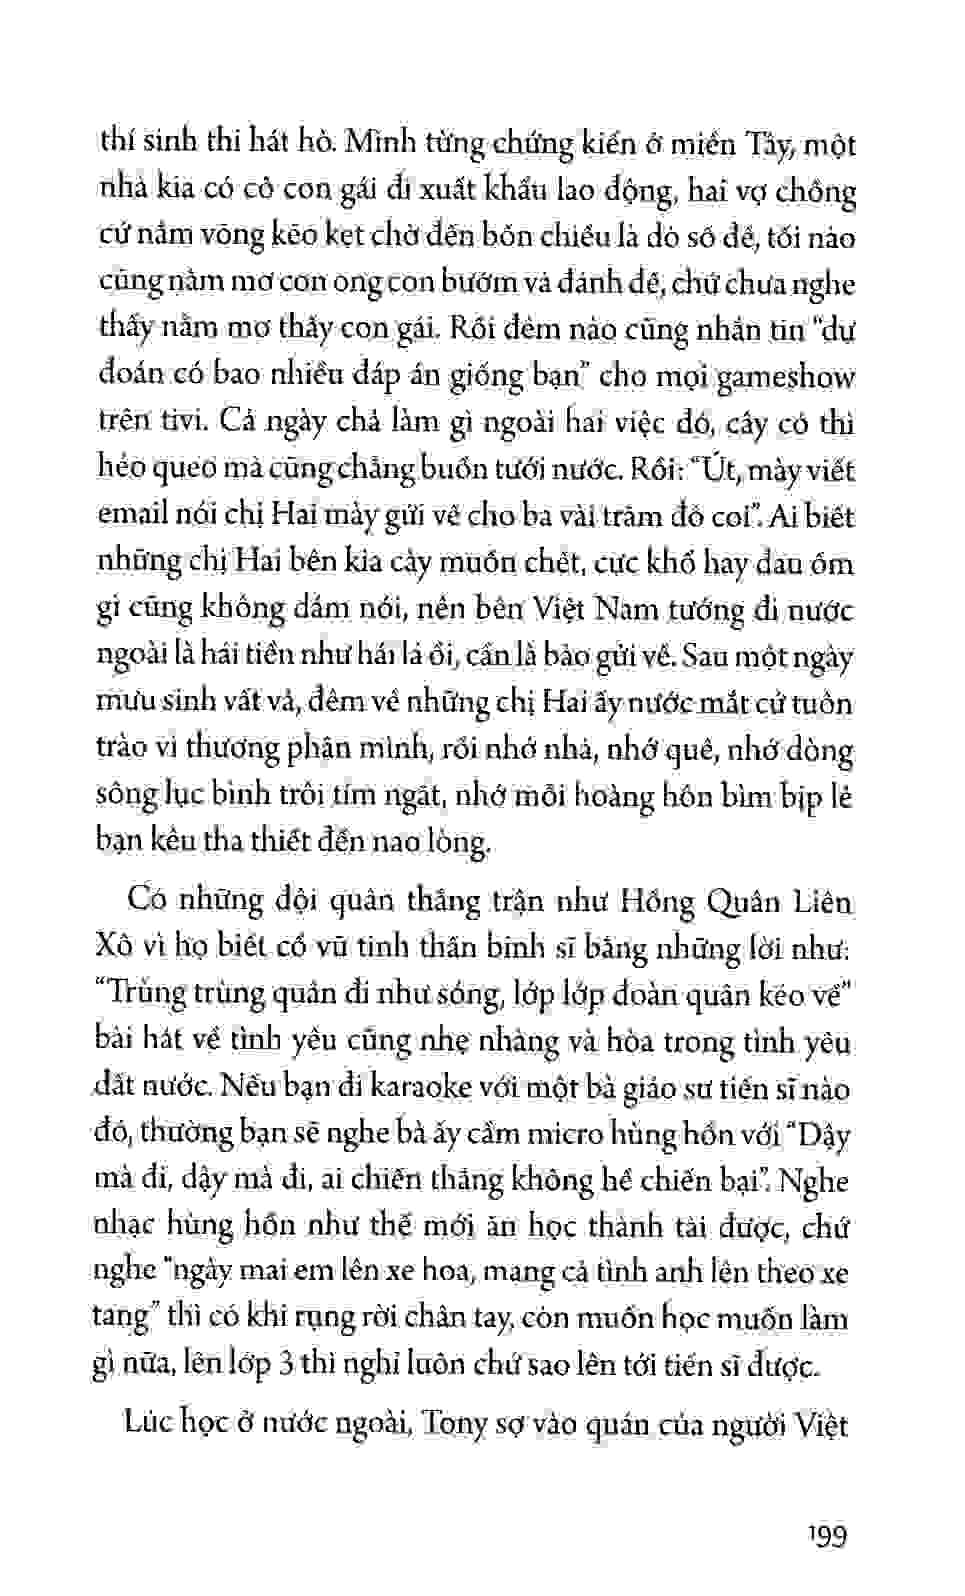 thí sinh thi hát hò. Mình từng chứng kiến ở miền Tây, một
nhà kia có cô con gái đi xuất khẩu lao động, hai vợ chồng
cứ nằm võng kẽo kẹt chờ đến bốn chiều là dò số đề, tối nào
cũng nằm mơ con ong con bướm và đánh đề, chứ chưa nghe
thấy nằm mơ thấy con gái. Rồi đêm nào cũng nhắn tin “dự
đoán có bao nhiêu đáp án giống bạn” cho mọi gameshow
trên tivi. Cả ngày chả làm gì ngoài hai việc đó, cây cỏ thì
héo queo mà cũng chẳng buồn tưới nước. Rồi: “Út, mày viết
email nói chị Hai mày gửi về cho ba vài trăm đô coi”. Ai biết
những chị Hai bên kia cày muốn chết, cực khổ hay đau ốm
gì cũng không dám nói, nên bên Việt Nam tưởng đi nước
ngoài là hái tiền như hái lá ổi, cần là bảo gửi về. Sau một ngày
mưu sinh vất vả, đêm về những chị Hai ấy nước mắt cứ tuôn
trào vì thương phận mình, rồi nhớ nhà, nhớ quê, nhớ dòng
sông lục bình trôi tím ngát, nhớ mỗi hoàng hôn bìm bịp lẻ
bạn kêu tha thiết đến nao lòng.
Có những đội quân thắng trận như Hồng Quân Liên
Xô vì họ biết cổ vũ tinh thần binh sĩ bằng những lời như:
“Trùng trùng quân đi như sóng, lớp lớp đoàn quân kéo về”
bài hát về tình yêu cũng nhẹ nhàng và hòa trong tình yêu
đất nước. Nếu bạn đi karaoke với một bà giáo sư tiến sĩ nào
đó, thường bạn sẽ nghe bà ấy cầm micro hùng hồn với “Dậy
mà đi, dậy mà đi, ai chiến thắng không hề chiến bại”. Nghe
nhạc hùng hồn như thế mới ăn học thành tài được, chứ
nghe “ngày mai em lên xe hoa, mang cả tình anh lên theo xe
tang” thì có khi rụng rời chân tay, còn muốn học muốn làm
gì nữa, lên lớp 3 thì nghỉ luôn chứ sao lên tới tiến sĩ được.
Lúc học ở nước ngoài, Tony sợ vào quán của người Việt
199